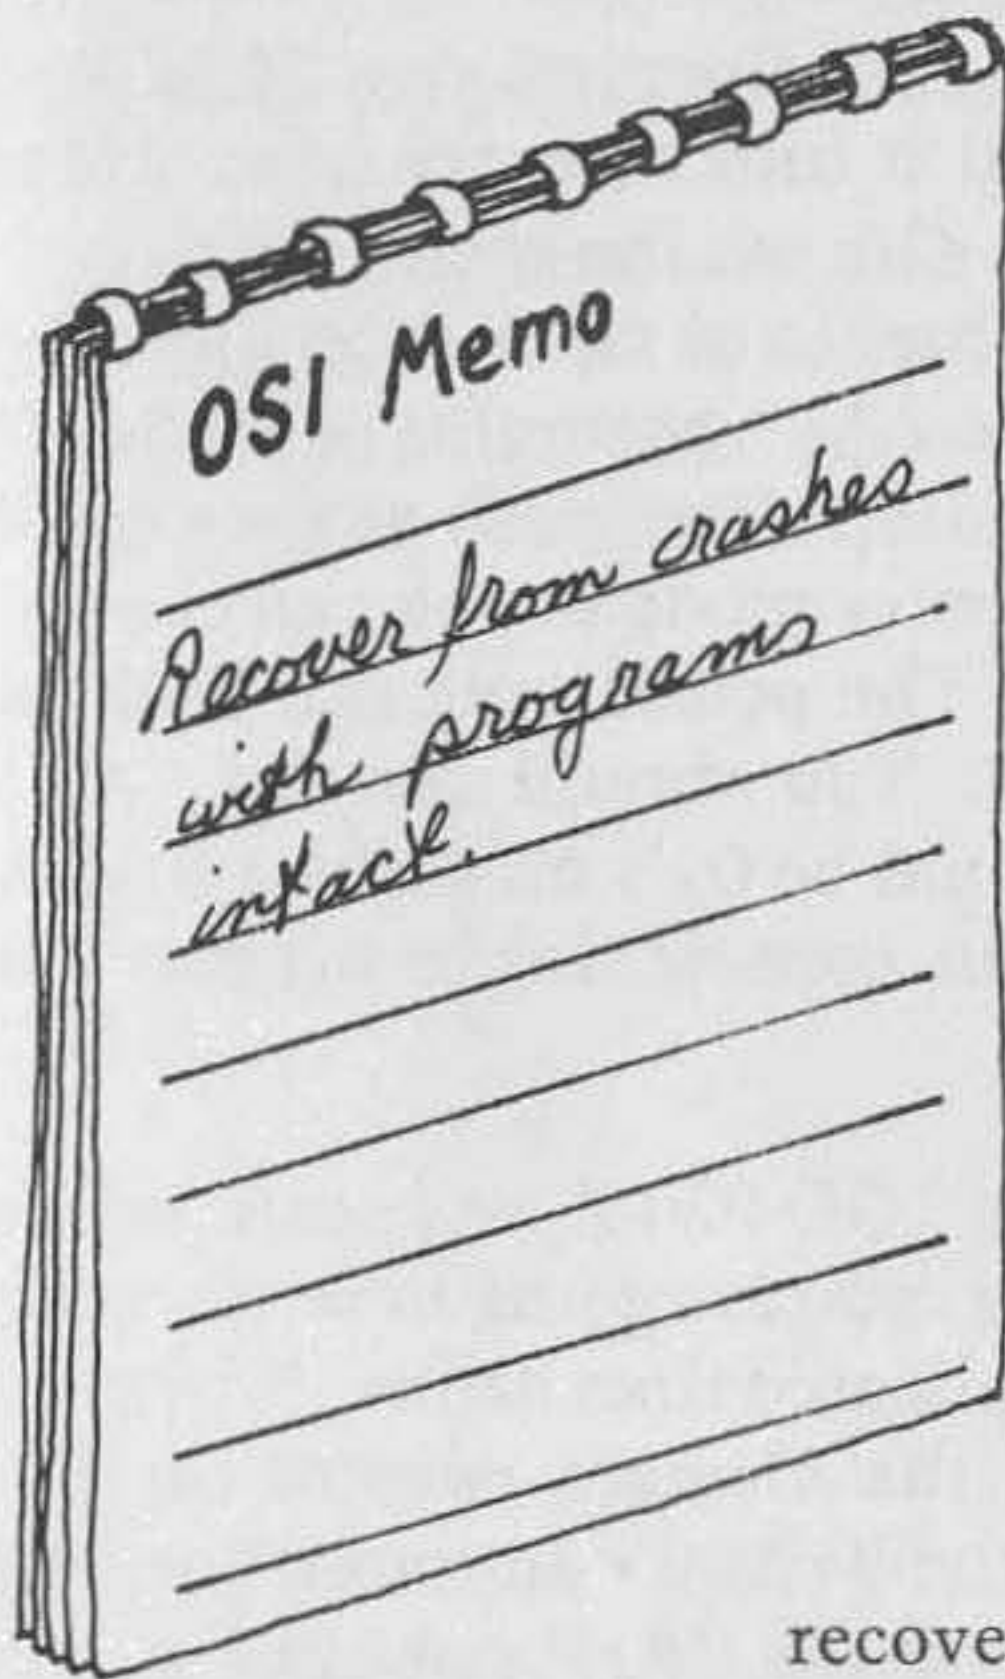 OSI Memo
Recover from crashes
with programs
intact.
recove